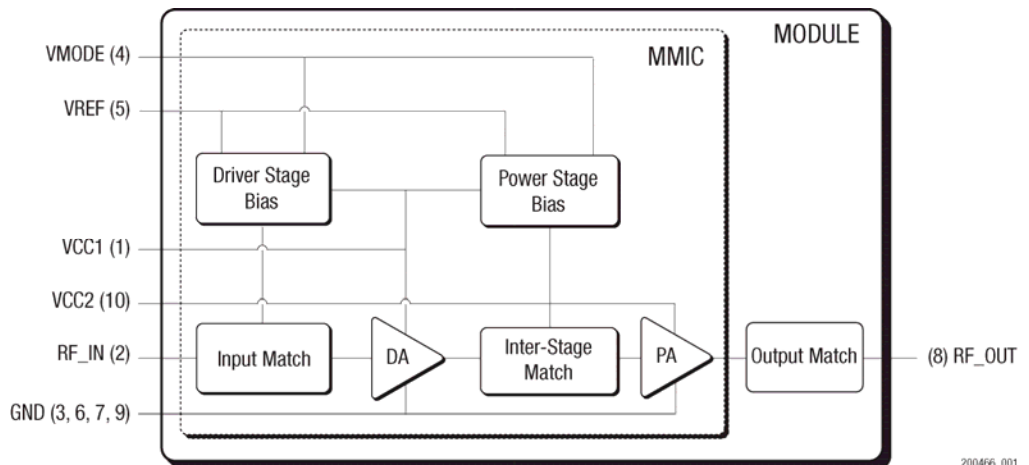 MODULE
MMIC
VMODE (4)
VREF (5)
Driver Stage
Bias
Power Stage
Bias
VCC1 (1)
VCC2 (10)
RF_IN (2)
Input Match
DA
Inter-Stage
Match
PA
Output Match
(8) RF_OUT
GND (3, 6, 7, 9)
200466_001